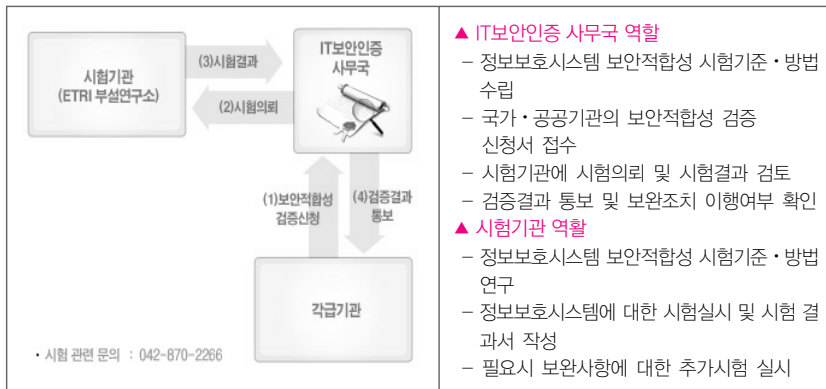 시험기관
(ETRI 부설연구소)
(3)시험결과
(2)시험의뢰
IT보안인증
사무국
(1)보안적합성
검증신청
(4)검증결과
통보
각급기관
• 시험 관련 문의 : 042-870-2266
▲ IT보안인증 사무국 역할
- 정보보호시스템 보안적합성 시험기준·방법
수립
- 국가·공공기관의 보안적합성 검증
신청서 접수
- 시험기관에 시험의뢰 및 시험결과 검토
- 검증결과 통보 및 보완조치 이행여부 확인
▲ 시험기관 역활
- 정보보호시스템 보안적합성 시험기준·방법
연구
- 정보보호시스템에 대한 시험실시 및 시험 결
과서 작성
- 필요시 보완사항에 대한 추가시험 실시